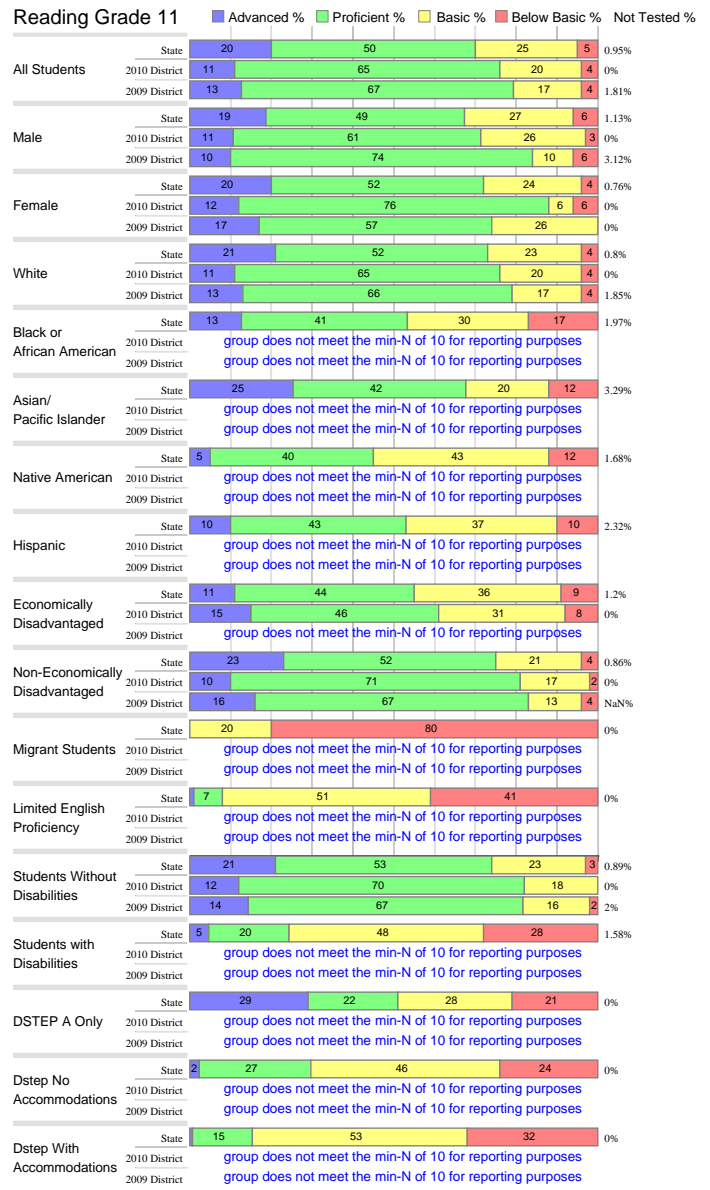 Reading Grade 11 Advanced % Proficient % Basic % Below Basic % Not Tested %
All Students
State 20 50 25 5 0.95%
2010 District 11 65 20 4 0%
2009 District 13 67 17 4 1.81%
Male
State 19 49 27 6 1.13%
2010 District 11 61 26 3 0%
2009 District 10 74 10 6 3.12%
Female
State 20 52 24 4 0.76%
2010 District 12 76 6 6 0%
2009 District 17 57 26 0%
White
State 21 52 23 4 0.8%
2010 District 11 65 20 4 0%
2009 District 13 66 17 4 1.85%
Black or
African American
State 13 41 30 17 1.97%
2010 District group does not meet the min-N of 10 for reporting purposes
2009 District group does not meet the min-N of 10 for reporting purposes
Asian/
Pacific Islander
State 25 42 20 12 3.29%
2010 District group does not meet the min-N of 10 for reporting purposes
2009 District group does not meet the min-N of 10 for reporting purposes
Native American
State 5 40 43 12 1.68%
2010 District group does not meet the min-N of 10 for reporting purposes
2009 District group does not meet the min-N of 10 for reporting purposes
Hispanic
State 10 43 37 10 2.32%
2010 District group does not meet the min-N of 10 for reporting purposes
2009 District group does not meet the min-N of 10 for reporting purposes
Economically
Disadvantaged
State 11 44 36 9 1.2%
2010 District 15 46 31 8 0%
2009 District group does not meet the min-N of 10 for reporting purposes
Non-Economically
Disadvantaged
State 23 52 21 4 0.86%
2010 District 10 71 17 2 0%
2009 District 16 67 13 4 NaN%
Migrant Students
State 20 80 0%
2010 District group does not meet the min-N of 10 for reporting purposes
2009 District group does not meet the min-N of 10 for reporting purposes
Limited English
Proficiency
State 7 51 41 0%
2010 District group does not meet the min-N of 10 for reporting purposes
2009 District group does not meet the min-N of 10 for reporting purposes
Students Without
Disabilities
State 21 53 23 3 0.89%
2010 District 12 70 18 0%
2009 District 14 67 16 2 2%
Students with
Disabilities
State 5 20 48 28 1.58%
2010 District group does not meet the min-N of 10 for reporting purposes
2009 District group does not meet the min-N of 10 for reporting purposes
DSTEP A Only
State 29 22 28 21 0%
2010 District group does not meet the min-N of 10 for reporting purposes
2009 District group does not meet the min-N of 10 for reporting purposes
Dstep No
Accommodations
State 2 27 46 24 0%
2010 District group does not meet the min-N of 10 for reporting purposes
2009 District group does not meet the min-N of 10 for reporting purposes
Dstep With
Accommodations
State 15 53 32 0%
2010 District group does not meet the min-N of 10 for reporting purposes
2009 District group does not meet the min-N of 10 for reporting purposes